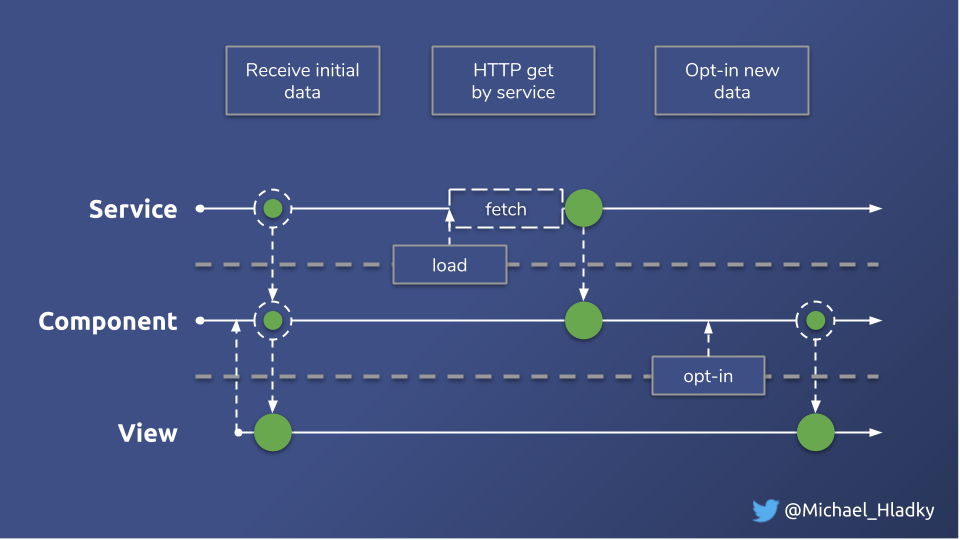 Receive initial
data
HTTP get
by service
Opt-in new
data
Service
fetch
load
Component
opt-in
View
@Michael_Hladky